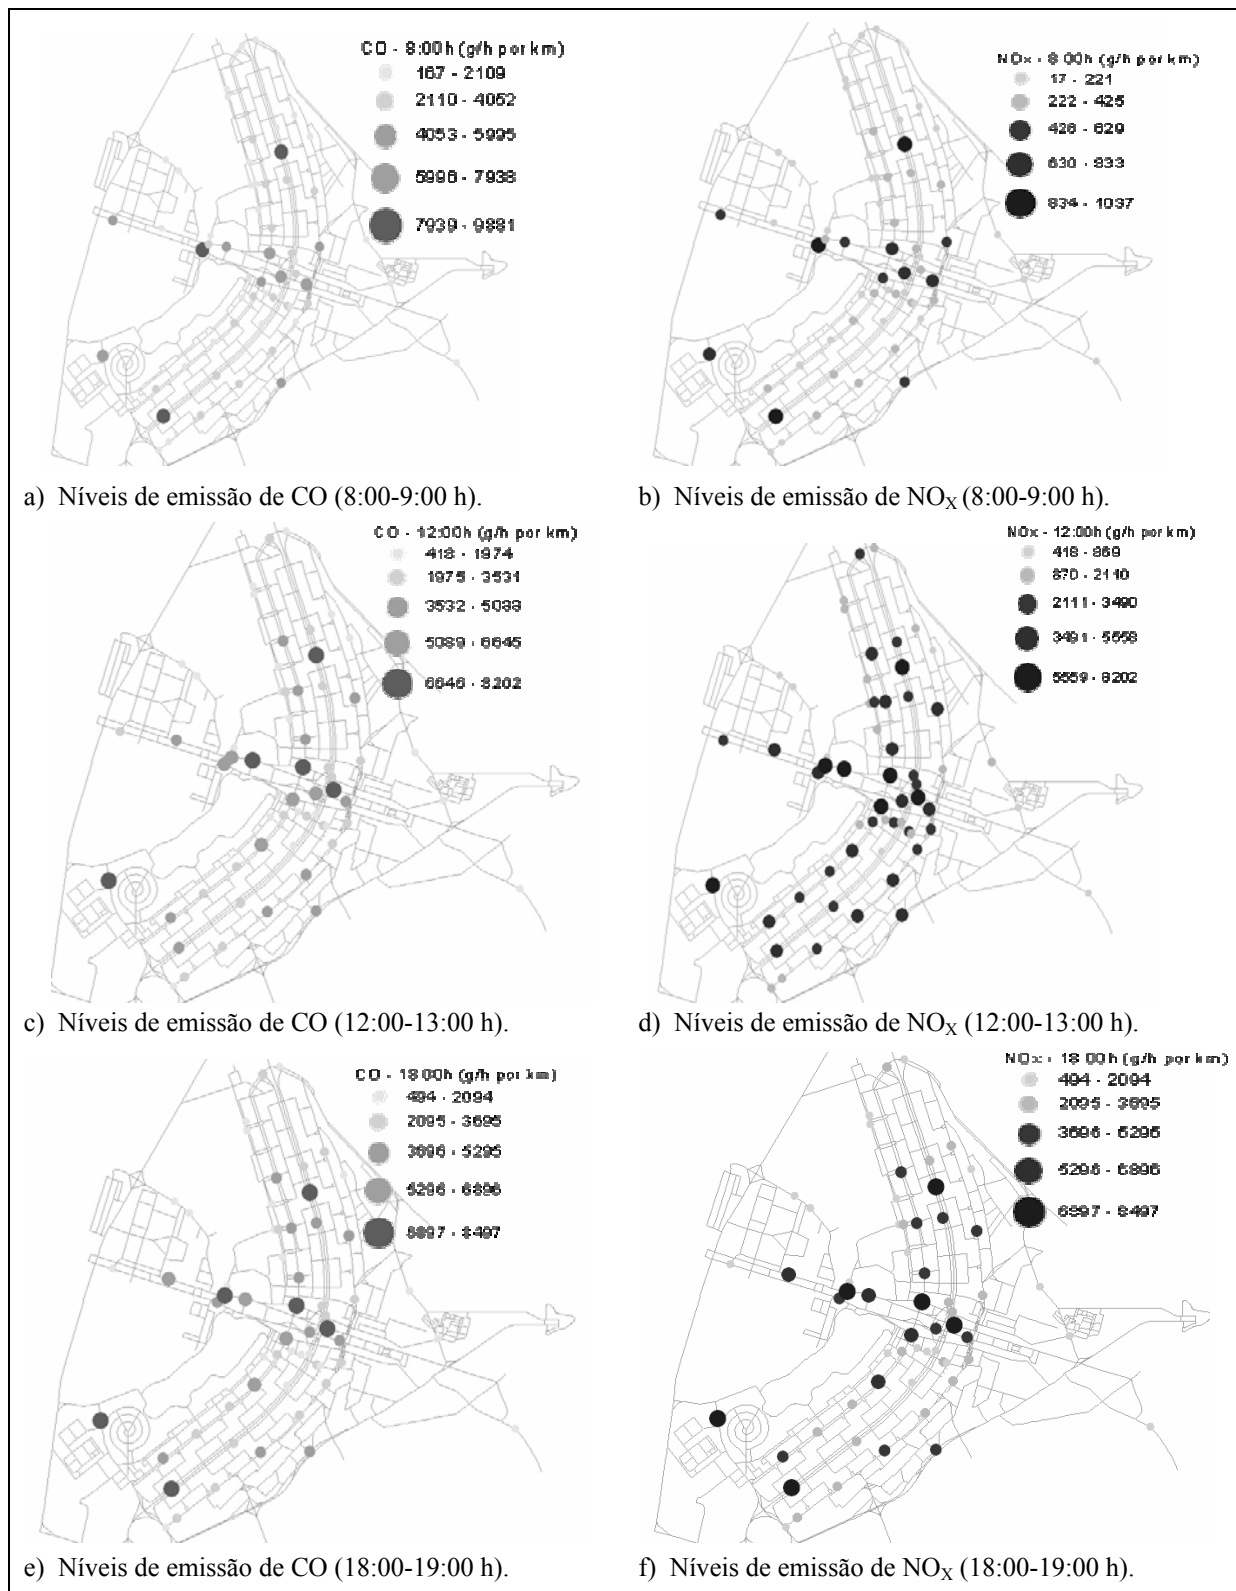 CO - 8:00h (g/h por km)
167 - 2109
2110 - 4052
4053 - 5995
5996 - 7938
7939 - 9881
NOx - 8:00h (g/h por km)
17 - 221
222 - 425
426 - 629
630 - 833
834 - 1037
a) Níveis de emissão de CO (8:00-9:00 h).
b) Níveis de emissão de NOX (8:00-9:00 h).
CO - 12:00h (g/h por km)
418 - 1974
1975 - 3531
3532 - 5088
5089 - 6645
6646 - 8202
NOx - 12:00h (g/h por km)
418 - 869
870 - 2110
2111 - 3490
3491 - 5558
5559 - 8202
c) Níveis de emissão de CO (12:00-13:00 h).
d) Níveis de emissão de NOX (12:00-13:00 h).
CO - 18:00h (g/h por km)
494 - 2094
2095 - 3695
3696 - 5295
5296 - 6896
6897 - 8497
NOx - 18:00h (g/h por km)
494 - 2094
2095 - 3695
3696 - 5295
5296 - 6896
6897 - 8497
e) Níveis de emissão de CO (18:00-19:00 h).
f) Níveis de emissão de NOX (18:00-19:00 h).